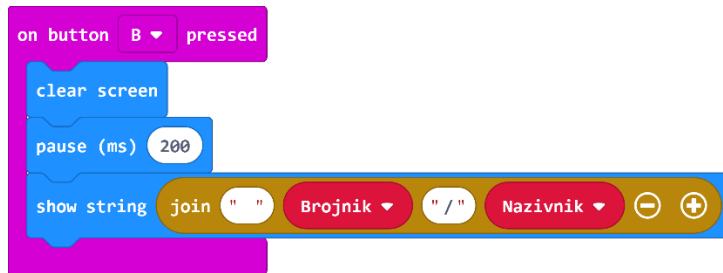 on button B pressed
clear screen
pause (ms) 200
show string join "  " Brojnik "/" Nazivnik